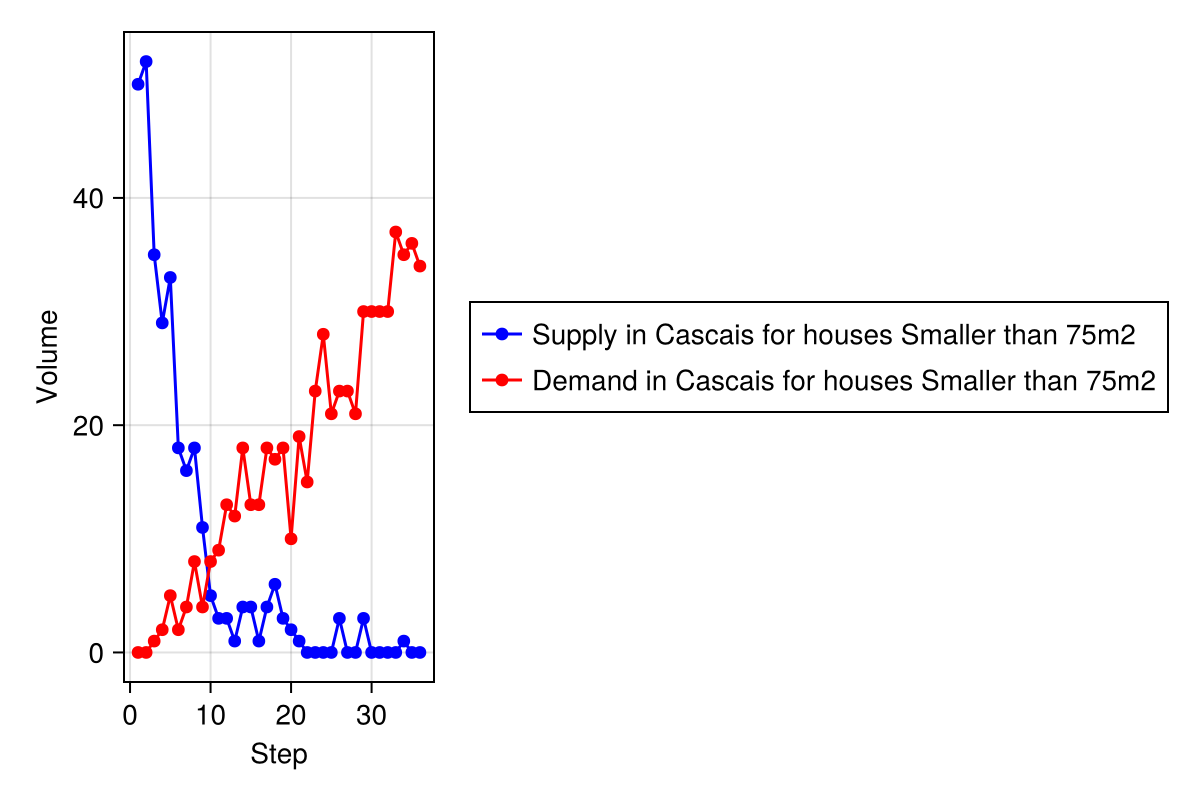 Volume
40
20
0
0 10 20 30
Step
Supply in Cascais for houses Smaller than 75m2
Demand in Cascais for houses Smaller than 75m2